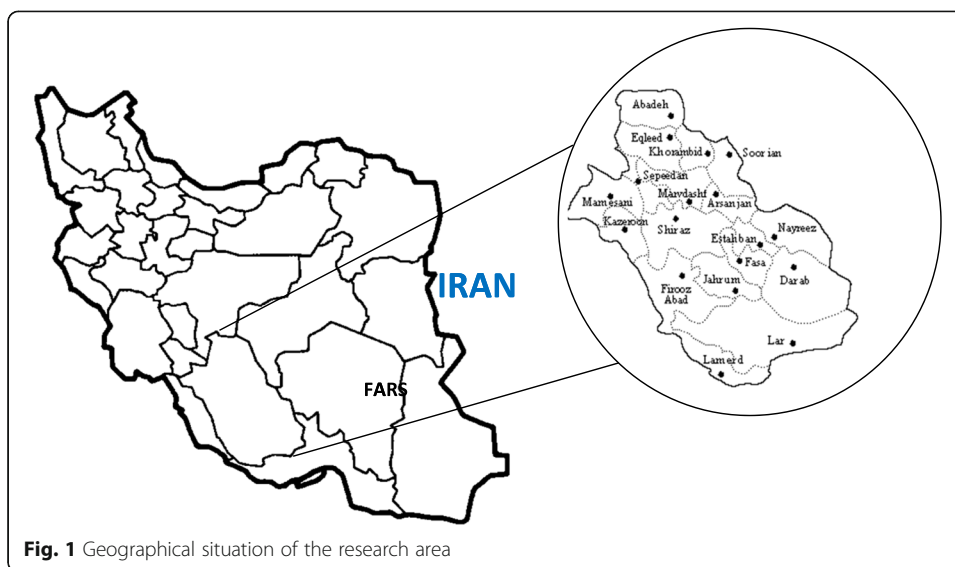 IRAN
FARS
Abadeh
Eqleed
Khorambid
Soorian
Sepeedan
Marvdasht
Mamesani
Arsanjan
Kazeroon
Shiraz
Nayreez
Estahban
Fasa
Darab
Firooz
Abad
Jahrum
Lar
Lamerd
Fig. 1 Geographical situation of the research area